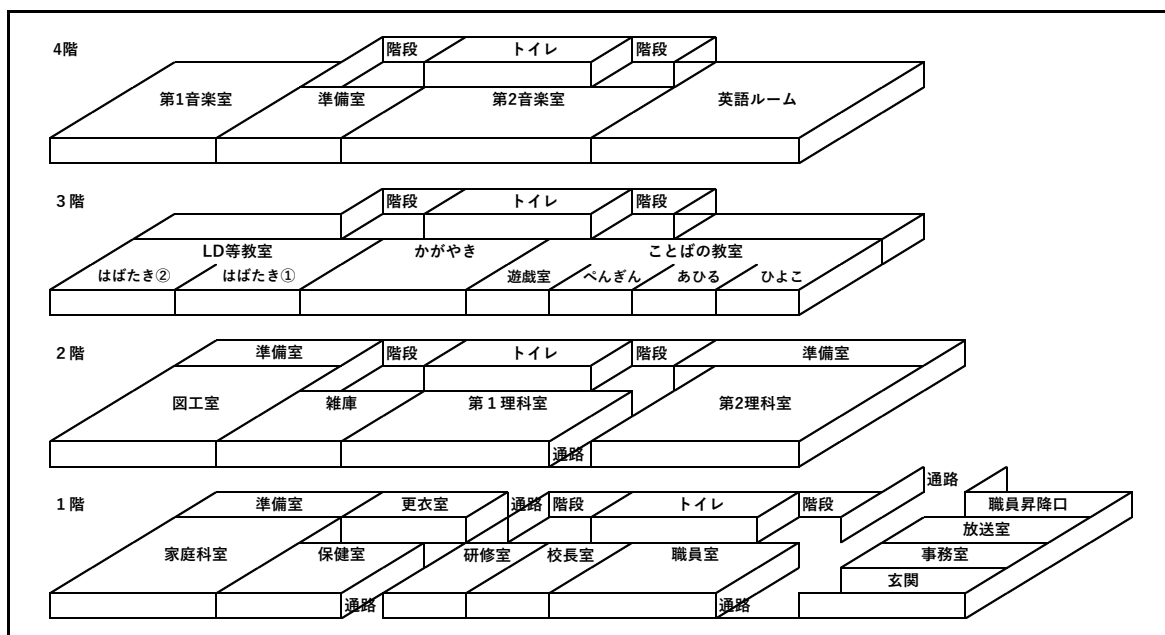 4階
階段
トイレ
階段
第1音楽室
準備室
第2音楽室
英語ルーム
3階
階段
トイレ
階段
LD等教室
かがやき
ことばの教室
はばたき②
はばたき①
遊戯室
ぺんぎん
あひる
ひよこ
2階
準備室
階段
トイレ
階段
準備室
図工室
雑庫
第1理科室
第2理科室
通路
1階
準備室
更衣室
通路
階段
トイレ
階段
通路
職員昇降口
放送室
家庭科室
保健室
研修室
校長室
職員室
事務室
玄関
通路
通路